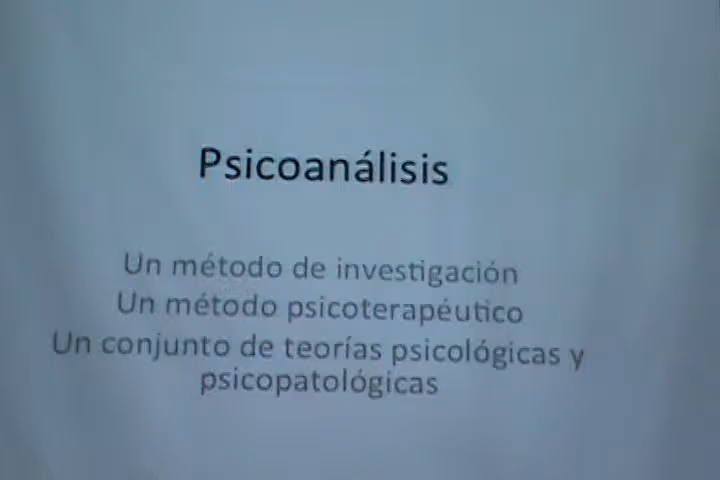 Psicoanálisis
Un método de investigación
Un método psicoterapéutico
Un conjunto de teorías psicológicas y
psicopatológicas